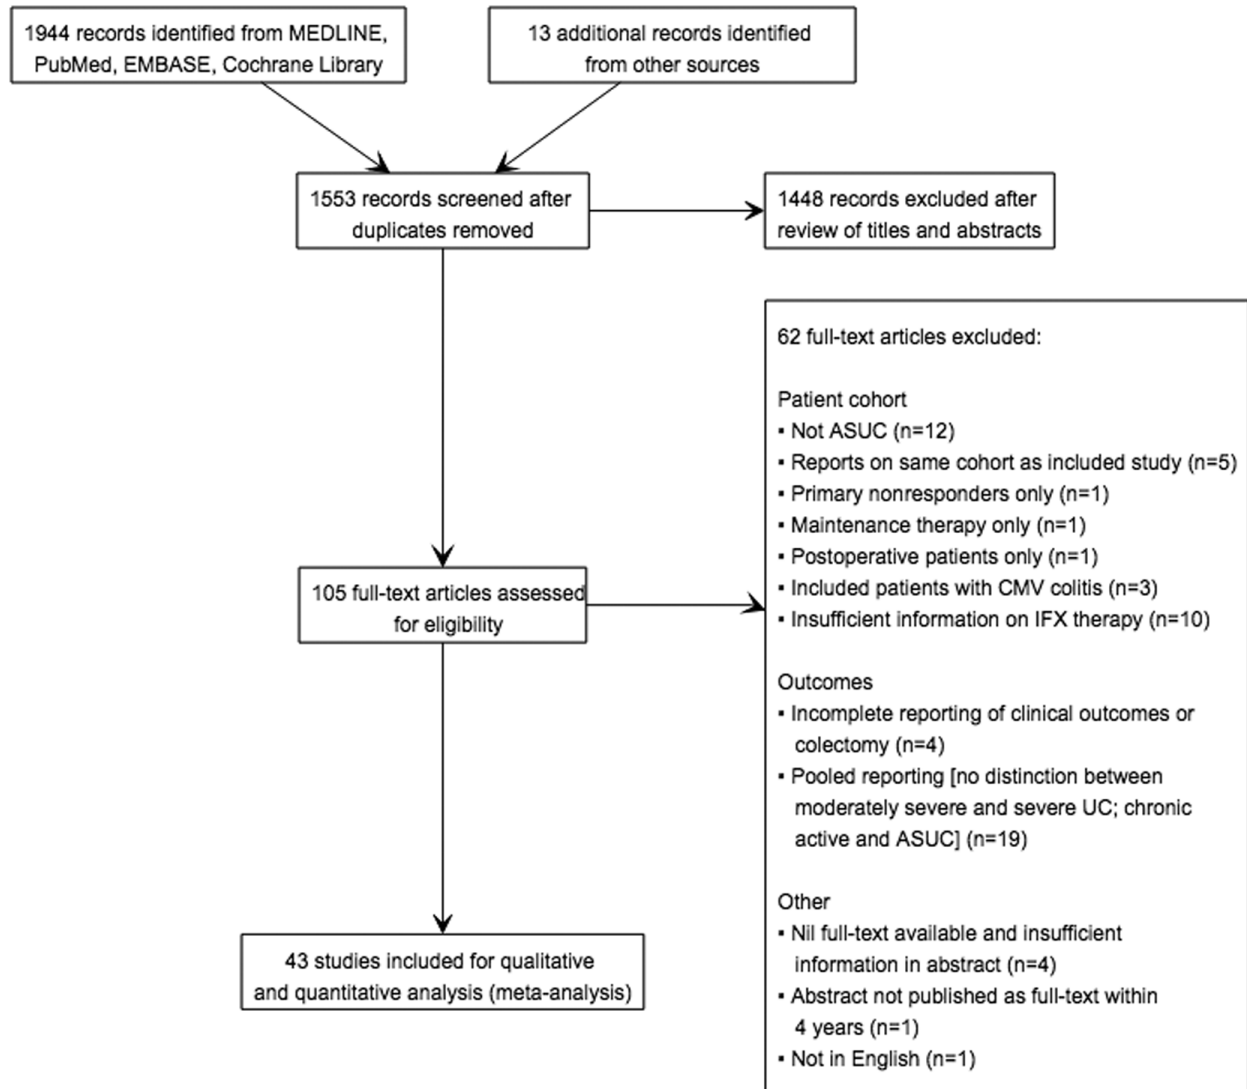 1944 records identified from MEDLINE,
PubMed, EMBASE, Cochrane Library
13 additional records identified
from other sources
1553 records screened after
duplicates removed
1448 records excluded after
review of titles and abstracts
105 full-text articles assessed
for eligibility
62 full-text articles excluded:
Patient cohort
▪ Not ASUC (n=12)
▪ Reports on same cohort as included study (n=5)
▪ Primary nonresponders only (n=1)
▪ Maintenance therapy only (n=1)
▪ Postoperative patients only (n=1)
▪ Included patients with CMV colitis (n=3)
▪ Insufficient information on IFX therapy (n=10)
Outcomes
▪ Incomplete reporting of clinical outcomes or
colectomy (n=4)
▪ Pooled reporting [no distinction between
moderately severe and severe UC; chronic
active and ASUC] (n=19)
Other
▪ Nil full-text available and insufficient
information in abstract (n=4)
▪ Abstract not published as full-text within
4 years (n=1)
▪ Not in English (n=1)
43 studies included for qualitative
and quantitative analysis (meta-analysis)